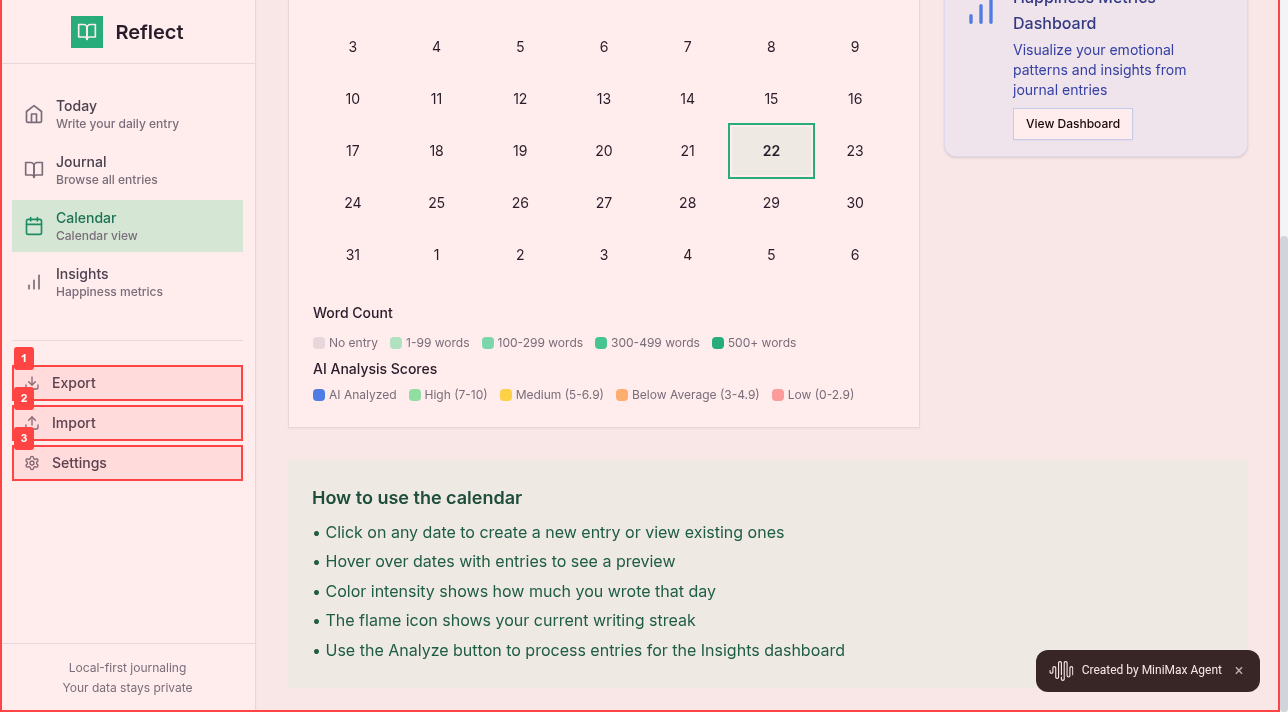 Reflect
Today
Write your daily entry
Journal
Browse all entries
Calendar
Calendar view
Insights
Happiness metrics
1
Export
2
Import
3
Settings
Local-first journaling
Your data stays private
3 4 5 6 7 8 9
10 11 12 13 14 15 16
17 18 19 20 21 22 23
24 25 26 27 28 29 30
31 1 2 3 4 5 6
Word Count
No entry 1-99 words 100-299 words 300-499 words 500+ words
AI Analysis Scores
AI Analyzed High (7-10) Medium (5-6.9) Below Average (3-4.9) Low (0-2.9)
Happiness Metrics
Dashboard
Visualize your emotional
patterns and insights from
journal entries
View Dashboard
How to use the calendar
• Click on any date to create a new entry or view existing ones
• Hover over dates with entries to see a preview
• Color intensity shows how much you wrote that day
• The flame icon shows your current writing streak
• Use the Analyze button to process entries for the Insights dashboard
Created by MiniMax Agent ×